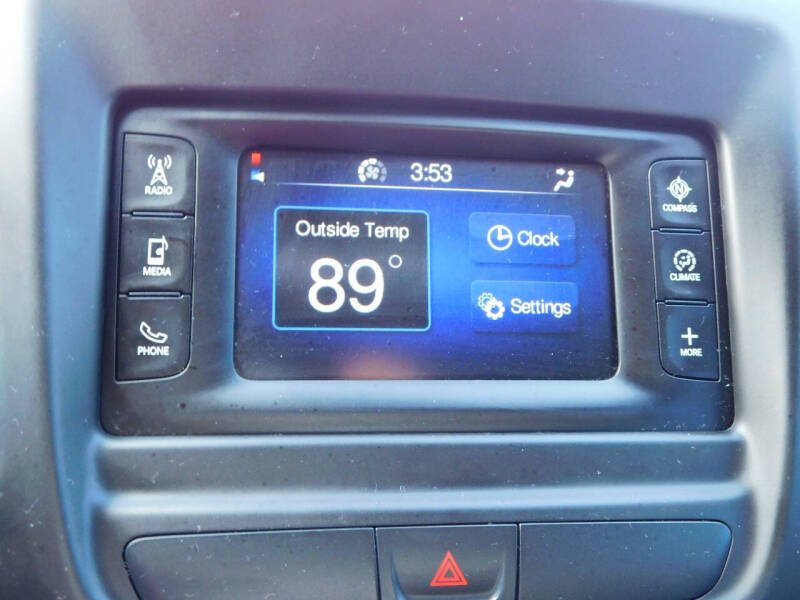 3:53
RADIO
MEDIA
PHONE
Outside Temp
89°
Clock
Settings
N
COMPASS
CLIMATE
+
MORE